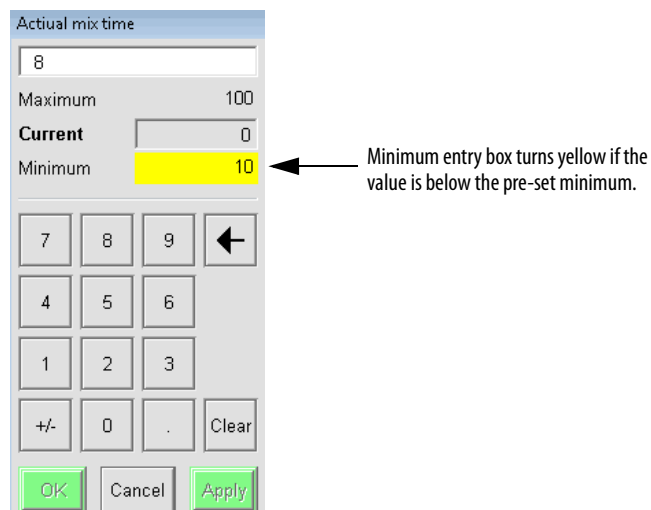 Actiual mix time
8
Maximum 100
Current 0
Minimum 10
Minimum entry box turns yellow if the
value is below the pre-set minimum.
7 8 9
4 5 6
1 2 3
+/- 0 . Clear
OK Cancel Apply